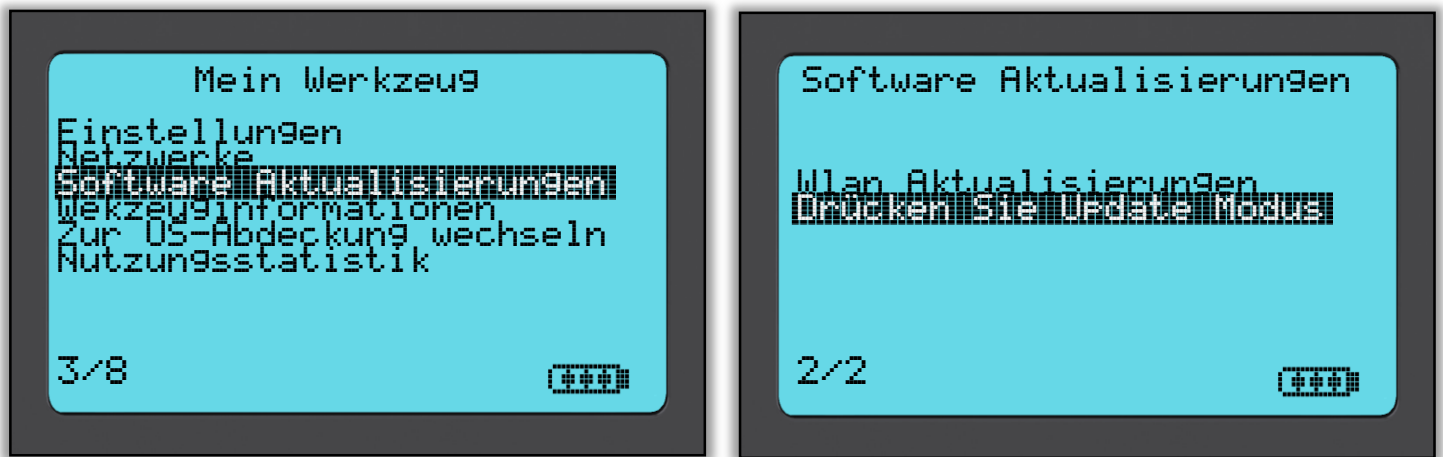 Mein Werkzeug
Einstellungen
Netzwerke
Software Aktualisierungen
Wekzeuginformationen
Zur OS-Abdeckung wechseln
Nutzungsstatistik
3/8
Software Aktualisierungen
Wlan Aktualisierungen
Drücken Sie Update Modus
2/2